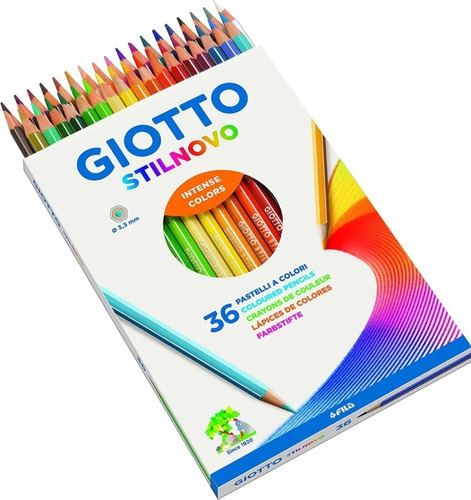 GIOTTO
STILNOVO
INTENSE
COLORS
Ø 3,3 mm
36
PASTELLI A COLORI
COLOURED PENCILS
CRAYONS DE COULEUR
LÁPICES DE COLORES
FARBSTIFTE
Since 1920
FILA
GIOTTO STILNOVO 36